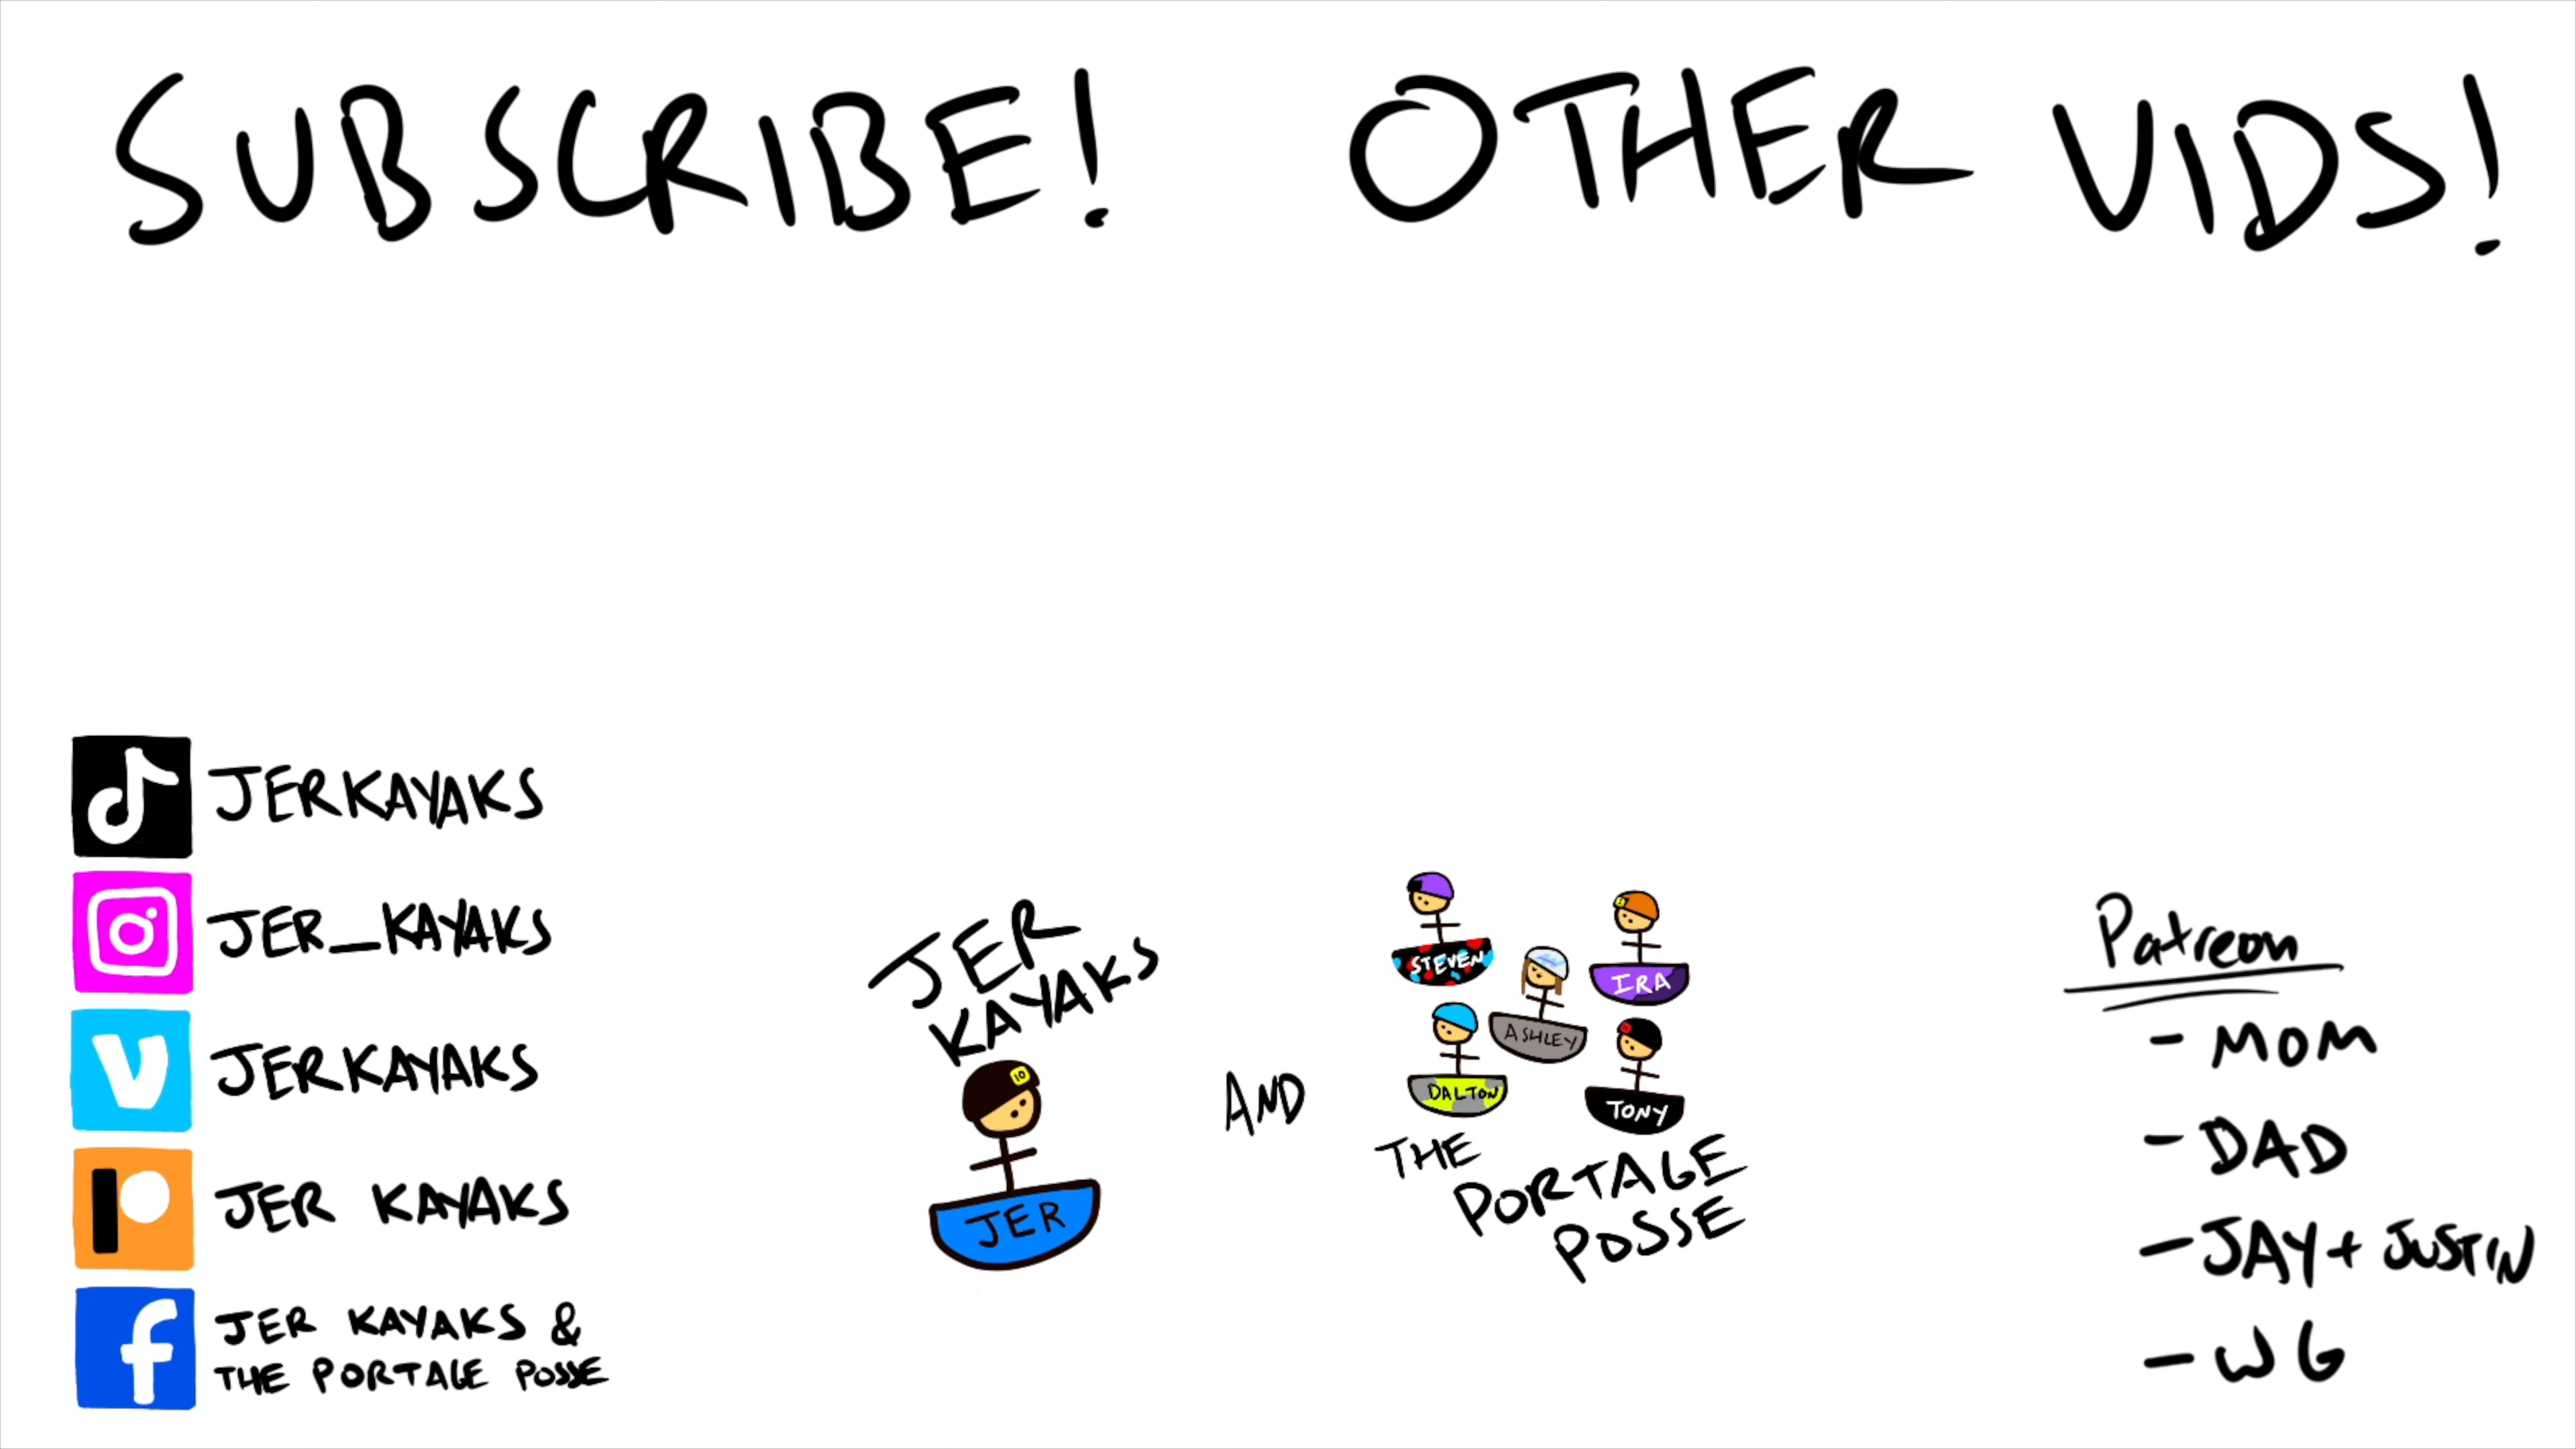 SUBSCRIBE! OTHER VIDS!
JERKAYAKS
JER_KAYAKS
JERKAYAKS
JER KAYAKS
JER KAYAKS &
THE PORTAGE POSSE
JER
KAYAKS
10
JER
AND
STEVEN
IRA
ASHLEY
DALTON
TONY
THE
PORTAGE
POSSE
Patreon
- MOM
- DAD
- JAY + JUSTIN
- WG